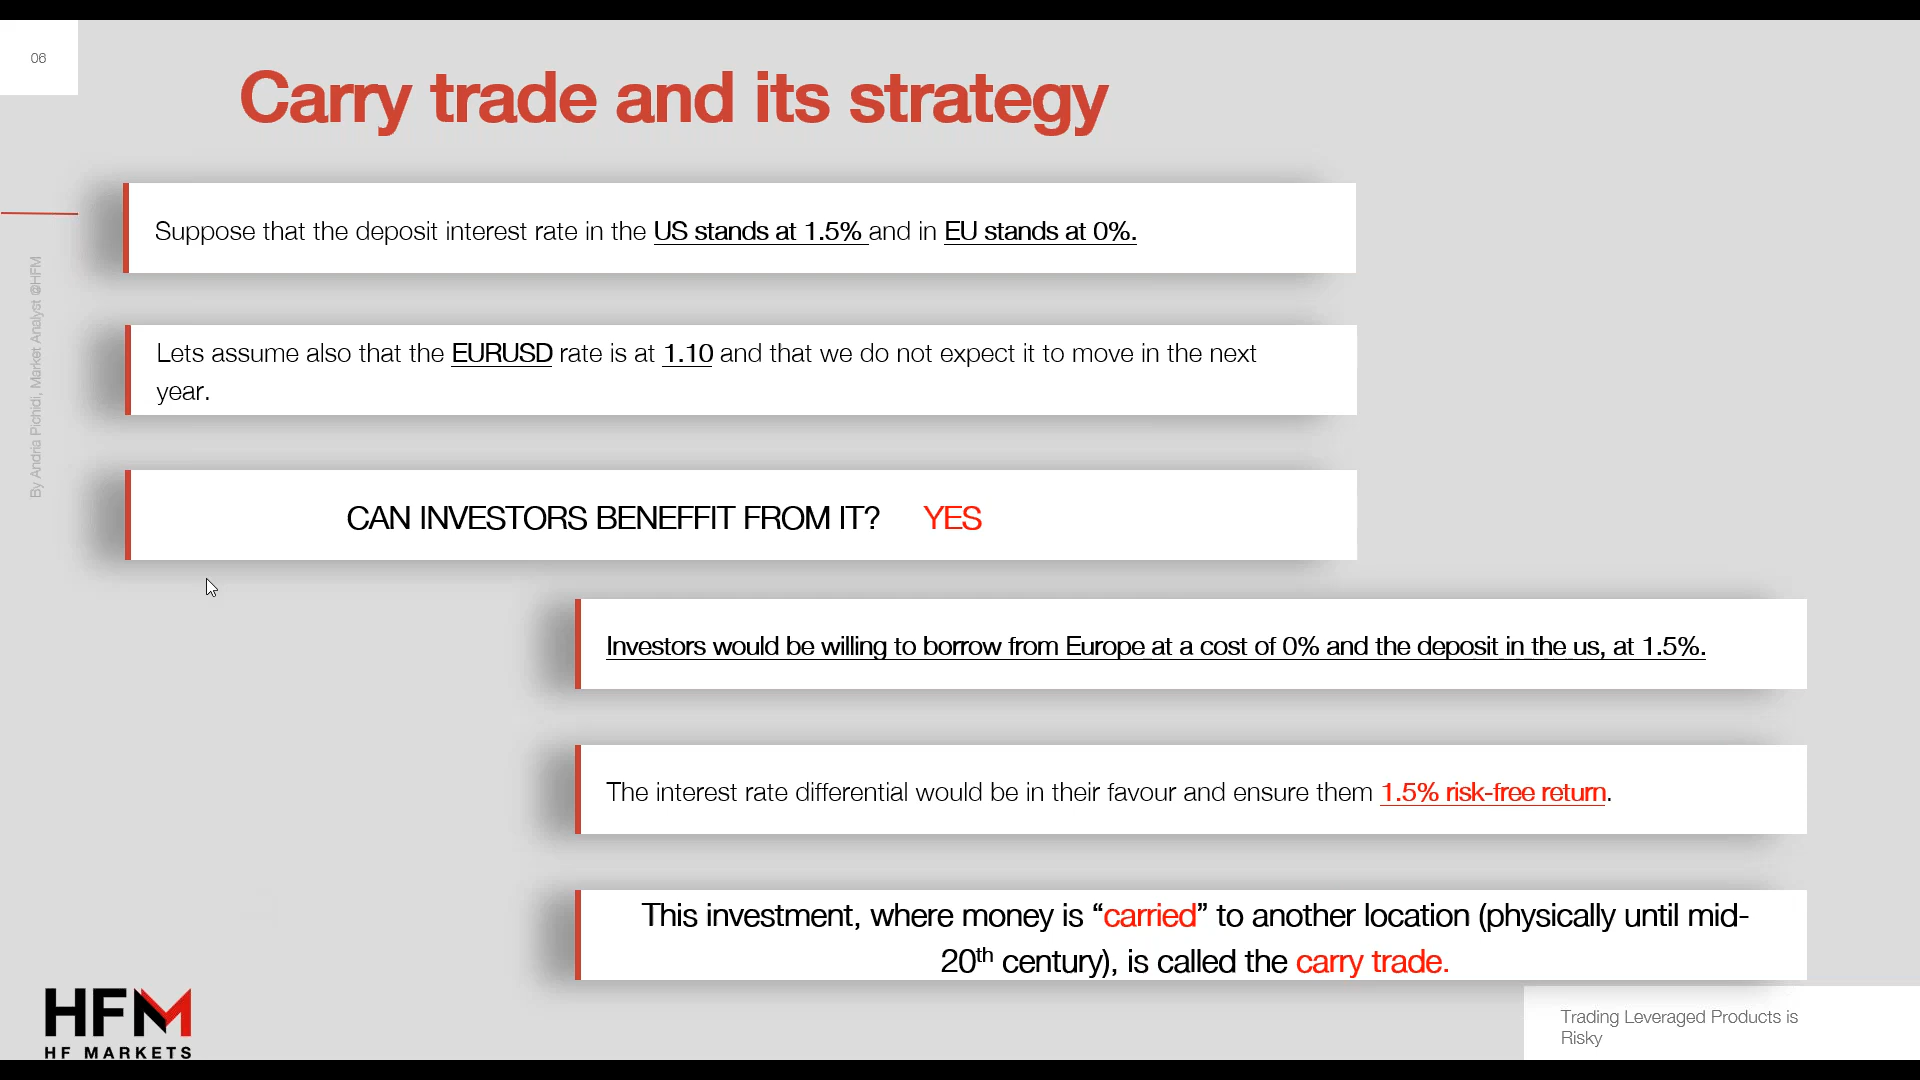 06
Carry trade and its strategy
Suppose that the deposit interest rate in the US stands at 1.5% and in EU stands at 0%.
By Andria Pichidi, Market Analyst @HFM
Lets assume also that the EURUSD rate is at 1.10 and that we do not expect it to move in the next
year.
CAN INVESTORS BENEFFIT FROM IT? YES
Investors would be willing to borrow from Europe at a cost of 0% and the deposit in the us, at 1.5%.
The interest rate differential would be in their favour and ensure them 1.5% risk-free return.
This investment, where money is “carried” to another location (physically until mid-
20th century), is called the carry trade.
HFM
HF MARKETS
Trading Leveraged Products is
Risky